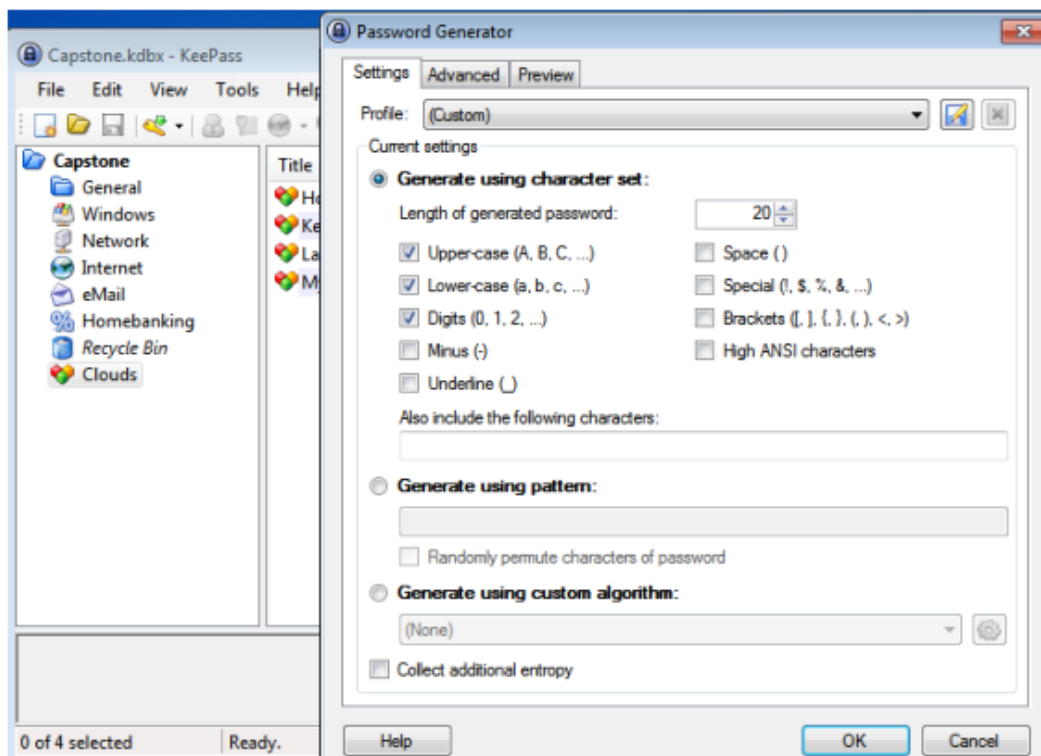 Capstone.kdbx - KeePass
File Edit View Tools Help
Capstone
General
Windows
Network
Internet
eMail
Homebanking
Recycle Bin
Clouds
Title
0 of 4 selected Ready.
Password Generator
Settings Advanced Preview
Profile: (Custom)
Current settings
Generate using character set:
Length of generated password: 20
Upper-case (A, B, C, ...) Space ( )
Lower-case (a, b, c, ...) Special (!, $, %, &, ...)
Digits (0, 1, 2, ...) Brackets ([, ], {, }, (, ), <, >)
Minus (-) High ANSI characters
Underline (_)
Also include the following characters:
Generate using pattern:
Randomly permute characters of password
Generate using custom algorithm:
(None)
Collect additional entropy
Help OK Cancel